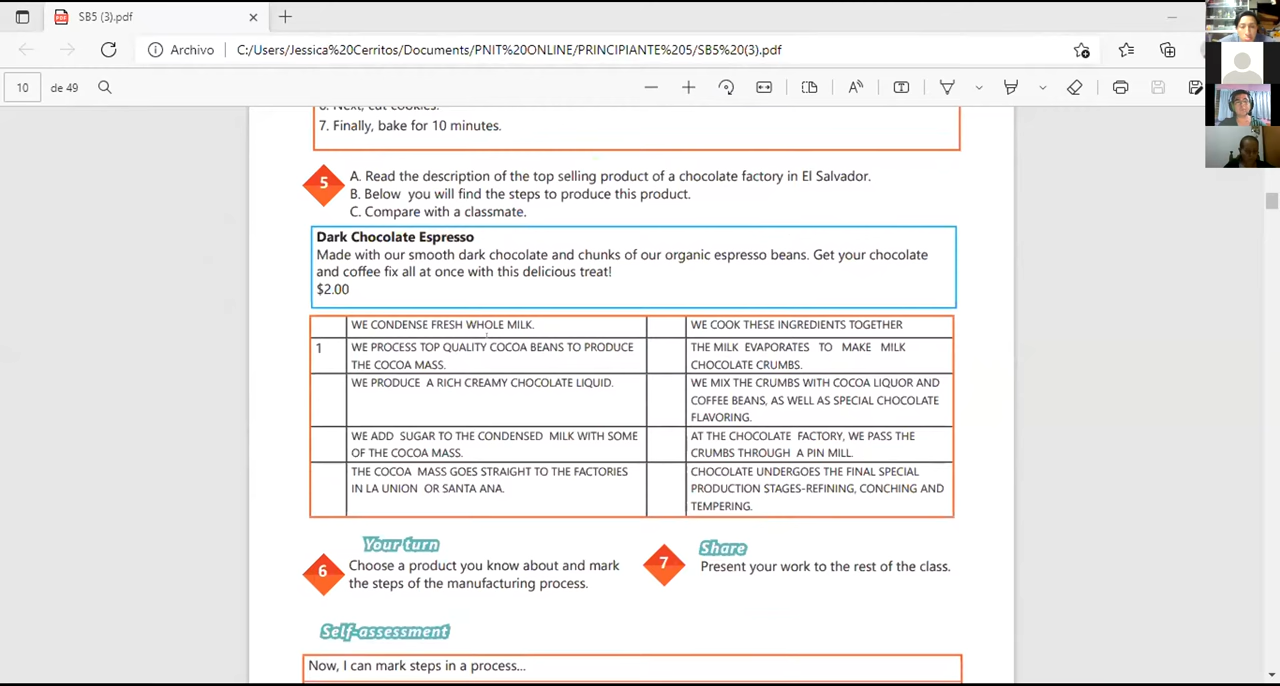 SB5 (3).pdf
Archivo
C:/Users/Jessica%20Cerritos/Documents/PNIT%20ONLINE/PRINCIPIANTE%205/SB5%20(3).pdf
10
de 49
6. Next, cut cookies.
7. Finally, bake for 10 minutes.
5
A. Read the description of the top selling product of a chocolate factory in El Salvador.
B. Below you will find the steps to produce this product.
C. Compare with a classmate.
Dark Chocolate Espresso
Made with our smooth dark chocolate and chunks of our organic espresso beans. Get your chocolate
and coffee fix all at once with this delicious treat!
$2.00
WE CONDENSE FRESH WHOLE MILK.
1
WE PROCESS TOP QUALITY COCOA BEANS TO PRODUCE
THE COCOA MASS.
WE PRODUCE A RICH CREAMY CHOCOLATE LIQUID.
WE ADD SUGAR TO THE CONDENSED MILK WITH SOME
OF THE COCOA MASS.
THE COCOA MASS GOES STRAIGHT TO THE FACTORIES
IN LA UNION OR SANTA ANA.
WE COOK THESE INGREDIENTS TOGETHER
THE MILK EVAPORATES TO MAKE MILK
CHOCOLATE CRUMBS.
WE MIX THE CRUMBS WITH COCOA LIQUOR AND
COFFEE BEANS, AS WELL AS SPECIAL CHOCOLATE
FLAVORING.
AT THE CHOCOLATE FACTORY, WE PASS THE
CRUMBS THROUGH A PIN MILL.
CHOCOLATE UNDERGOES THE FINAL SPECIAL
PRODUCTION STAGES-REFINING, CONCHING AND
TEMPERING.
Your turn
6
Choose a product you know about and mark
the steps of the manufacturing process.
Share
7
Present your work to the rest of the class.
Self-assessment
Now, I can mark steps in a process...